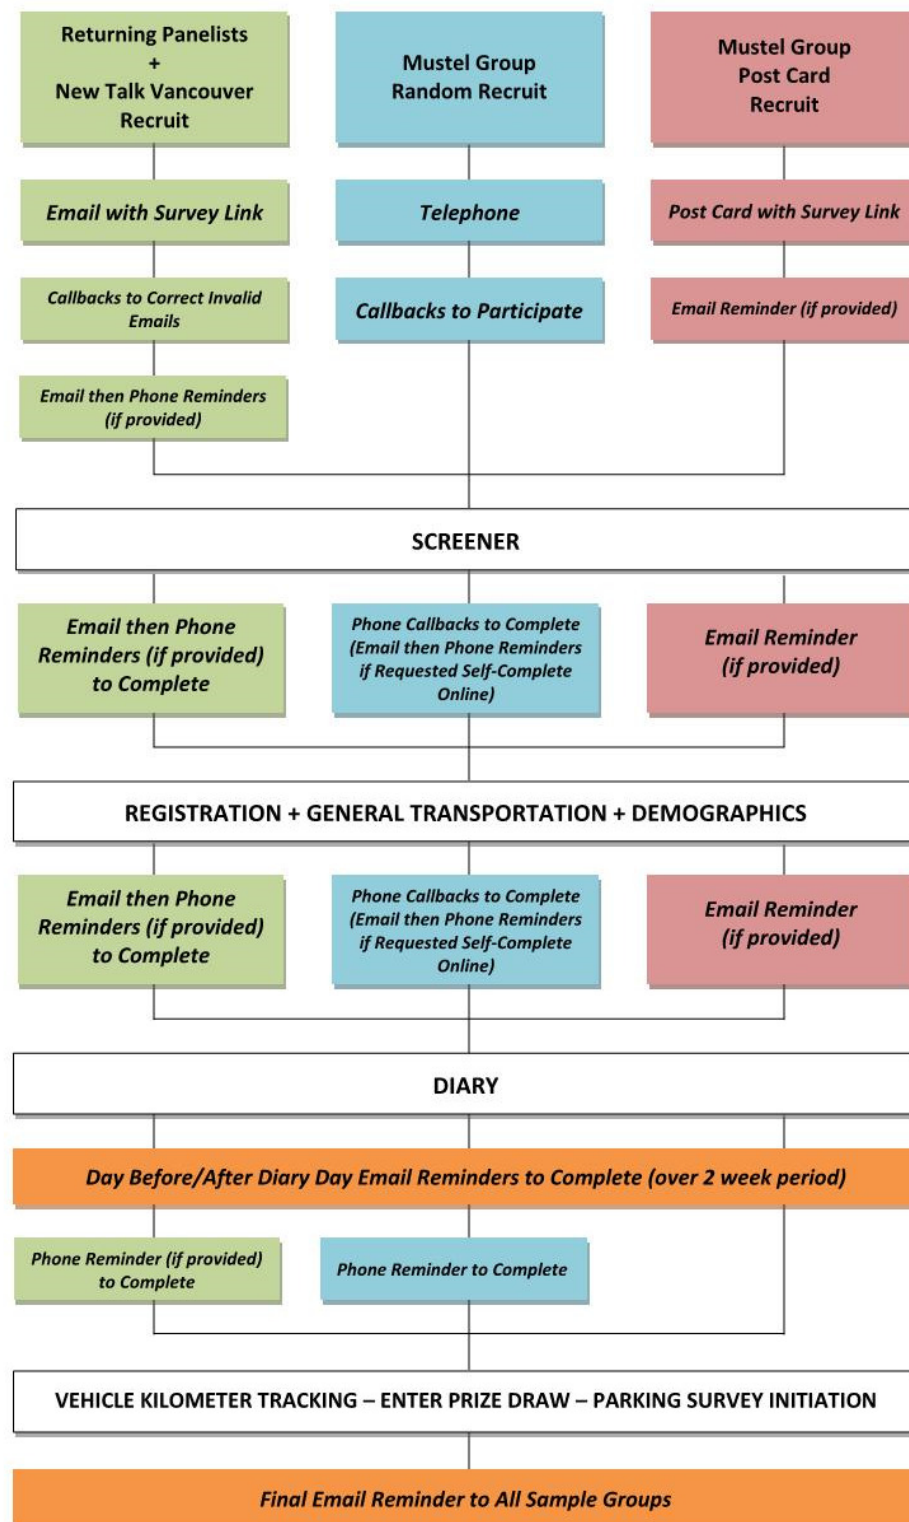 Returning Panelists
+
New Talk Vancouver
Recruit
Mustel Group
Random Recruit
Mustel Group
Post Card
Recruit
Email with Survey Link
Telephone
Post Card with Survey Link
Callbacks to Correct Invalid
Emails
Callbacks to Participate
Email Reminder (if provided)
Email then Phone Reminders
(if provided)
SCREENER
Email then Phone
Reminders (if provided)
to Complete
Phone Callbacks to Complete
(Email then Phone Reminders
if Requested Self-Complete
Online)
Email Reminder
(if provided)
REGISTRATION + GENERAL TRANSPORTATION + DEMOGRAPHICS
Email then Phone
Reminders (if provided)
to Complete
Phone Callbacks to Complete
(Email then Phone Reminders
if Requested Self-Complete
Online)
Email Reminder
(if provided)
DIARY
Day Before/After Diary Day Email Reminders to Complete (over 2 week period)
Phone Reminder (if provided)
to Complete
Phone Reminder to Complete
VEHICLE KILOMETER TRACKING – ENTER PRIZE DRAW – PARKING SURVEY INITIATION
Final Email Reminder to All Sample Groups